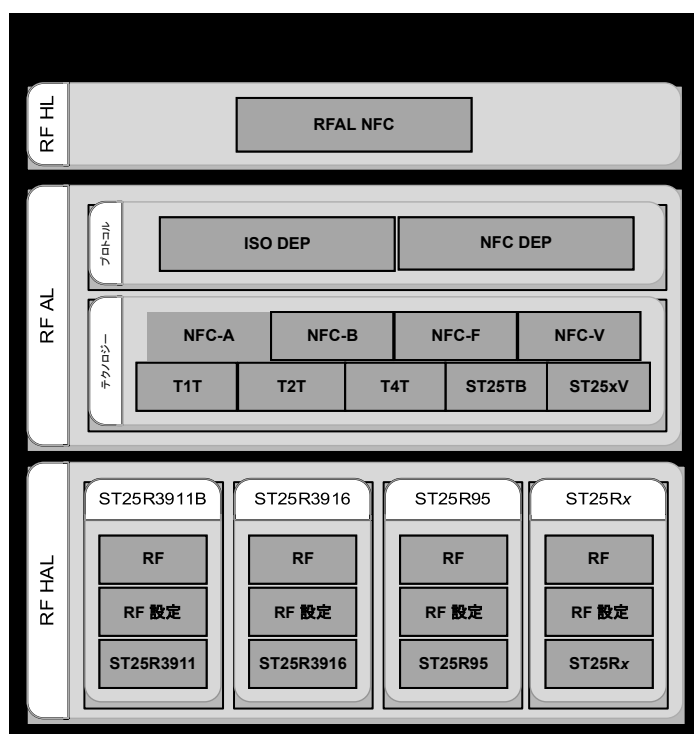 RF HL
RFAL NFC
RF AL
プロトコル
ISO DEP
NFC DEP
テクノロジー
NFC-A
NFC-B
NFC-F
NFC-V
T1T
T2T
T4T
ST25TB
ST25xV
RF HAL
ST25R3911B
ST25R3916
ST25R95
ST25Rx
RF
RF
RF
RF
RF 設定
RF 設定
RF 設定
RF 設定
ST25R3911
ST25R3916
ST25R95
ST25Rx